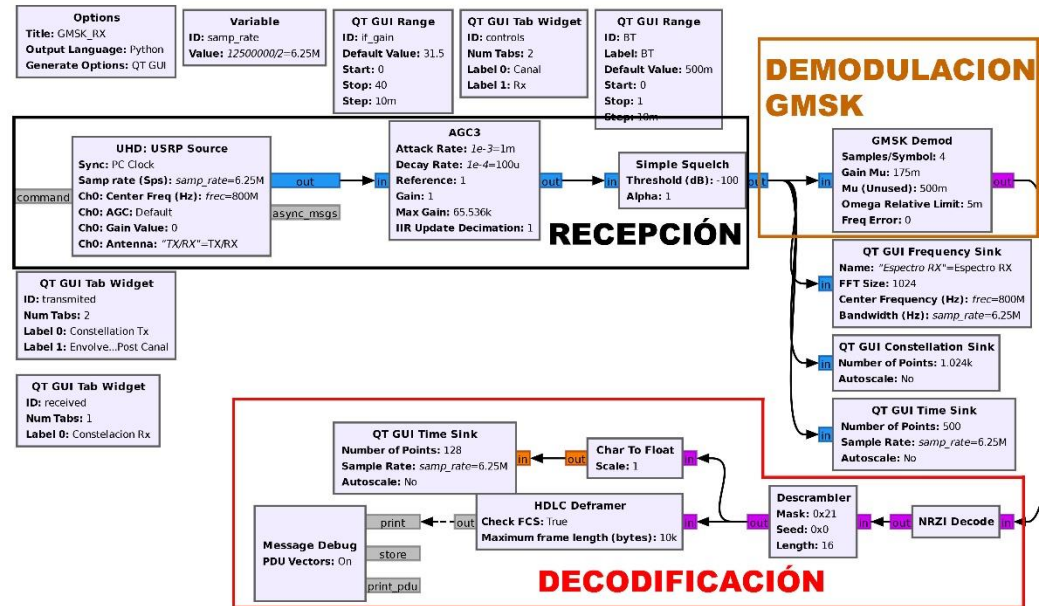 Options
Title: GMSK_RX
Output Language: Python
Generate Options: QT GUI
Variable
ID: samp_rate
Value: 12500000/2=6.25M
QT GUI Range
ID: if_gain
Default Value: 31.5
Start: 0
Stop: 40
Step: 10m
QT GUI Tab Widget
ID: controls
Num Tabs: 2
Label 0: Canal
Label 1: Rx
QT GUI Range
ID: BT
Label: BT
Default Value: 500m
Start: 0
Stop: 1
Step: 10m
DEMODULACION
GMSK
UHD: USRP Source
Sync: PC Clock
Samp rate (Sps): samp_rate=6.25M
Ch0: Center Freq (Hz): frec=800M
Ch0: AGC: Default
Ch0: Gain Value: 0
Ch0: Antenna: "TX/RX"=TX/RX
command
out
async_msgs
in
AGC3
Attack Rate: 1e-3=1m
Decay Rate: 1e-4=100u
Reference: 1
Gain: 1
Max Gain: 65.536k
IIR Update Decimation: 1
out
in
Simple Squelch
Threshold (dB): -100
Alpha: 1
out
RECEPCIÓN
in
GMSK Demod
Samples/Symbol: 4
Gain Mu: 175m
Mu (Unused): 500m
Omega Relative Limit: 5m
Freq Error: 0
out
in
QT GUI Frequency Sink
Name: "Espectro RX"=Espectro RX
FFT Size: 1024
Center Frequency (Hz): frec=800M
Bandwidth (Hz): samp_rate=6.25M
in
QT GUI Constellation Sink
Number of Points: 1.024k
Autoscale: No
in
QT GUI Time Sink
Number of Points: 500
Sample Rate: samp_rate=6.25M
Autoscale: No
QT GUI Tab Widget
ID: transmited
Num Tabs: 2
Label 0: Constellation Tx
Label 1: Envolve...Post Canal
QT GUI Tab Widget
ID: received
Num Tabs: 1
Label 0: Constelacion Rx
QT GUI Time Sink
Number of Points: 128
Sample Rate: samp_rate=6.25M
Autoscale: No
in
out
Char To Float
Scale: 1
in
HDLC Deframer
Check FCS: True
Maximum frame length (bytes): 10k
out
in
Descrambler
Mask: 0x21
Seed: 0x0
Length: 16
out
in
NRZI Decode
out
in
Message Debug
PDU Vectors: On
print
store
print_pdu
DECODIFICACIÓN